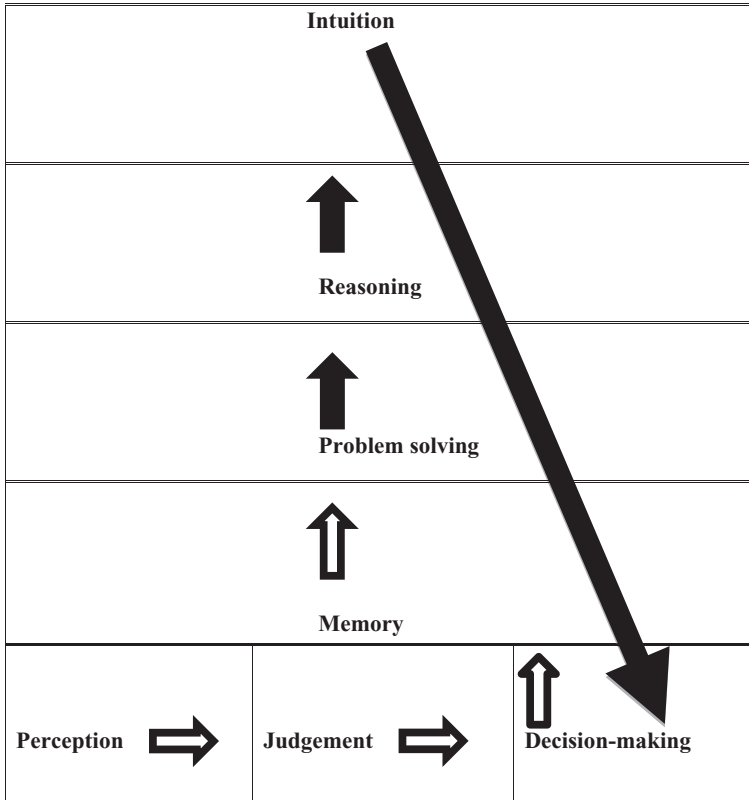 Intuition
Reasoning
Problem solving
Memory
Perception
Judgement
Decision-making